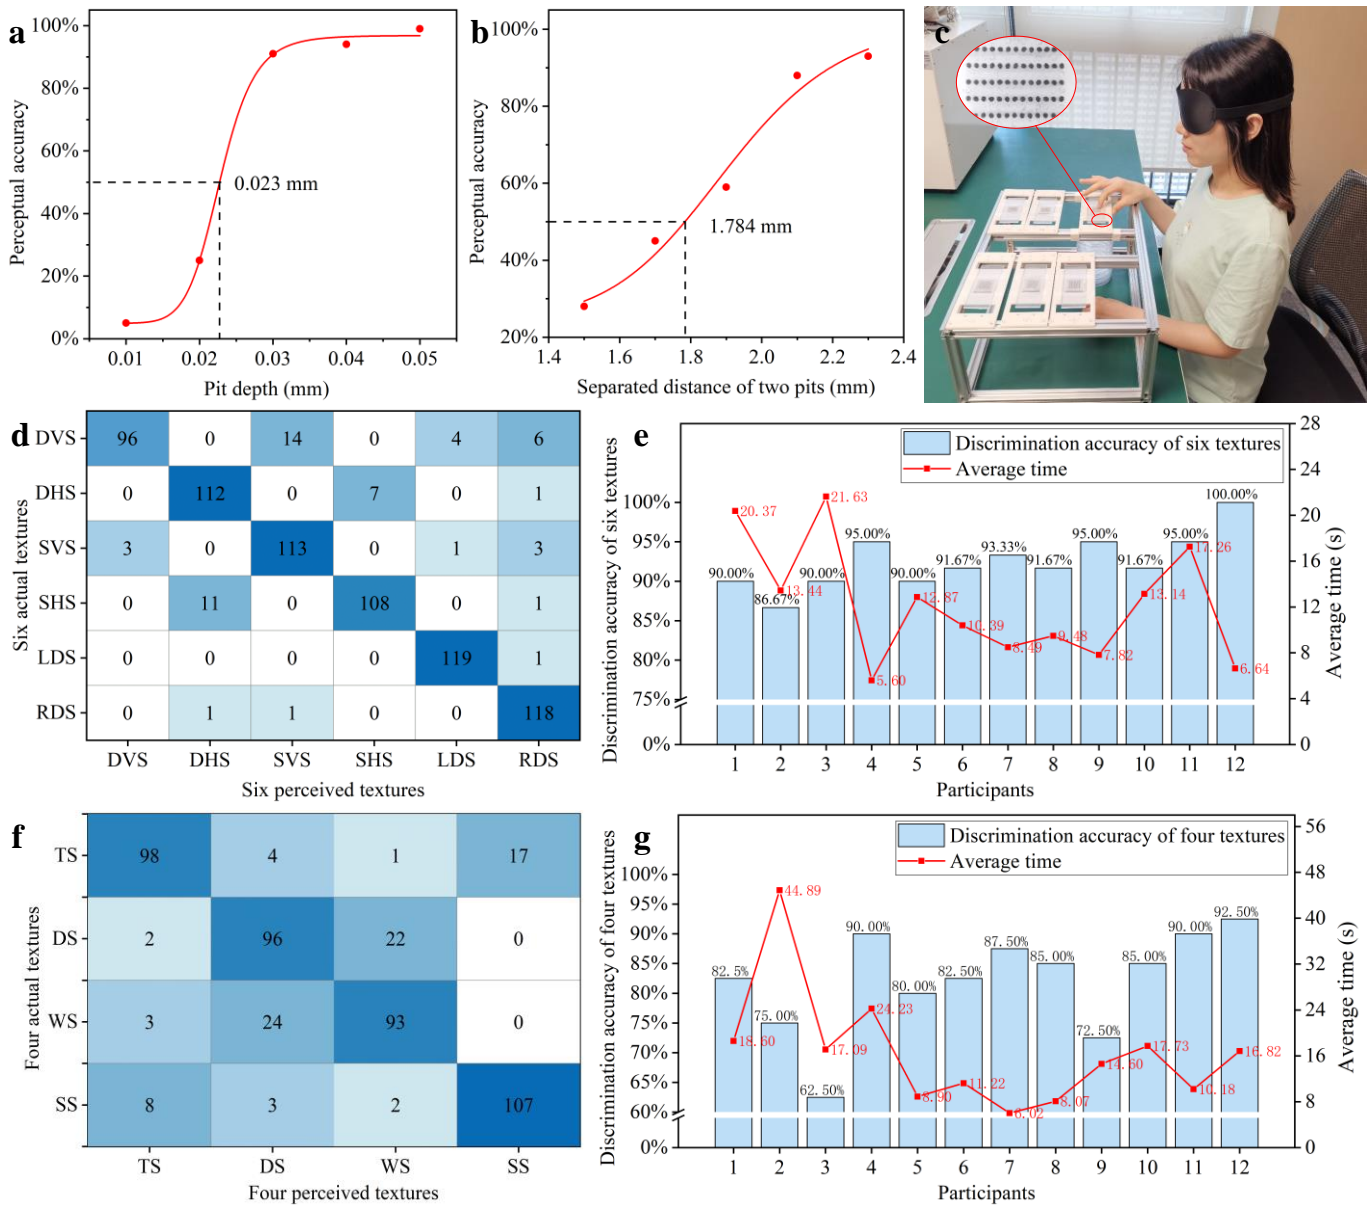 a
100%
80%
60%
40%
20%
0%
Perceptual accuracy
0.023 mm
0.01 0.02 0.03 0.04 0.05
Pit depth (mm)
b
100%
80%
60%
40%
20%
Perceptual accuracy
1.784 mm
1.4 1.6 1.8 2.0 2.2 2.4
Separated distance of two pits (mm)
c
d
Six actual textures
DVS 96 0 14 0 4 6
DHS 0 112 0 7 0 1
SVS 3 0 113 0 1 3
SHS 0 11 0 108 0 1
LDS 0 0 0 0 119 1
RDS 0 1 1 0 0 118
DVS DHS SVS SHS LDS RDS
Six perceived textures
e
Discrimination accuracy of six textures
Average time
Discrimination accuracy of six textures
100%
95%
90%
85%
80%
75%
0%
90.00% 86.67% 90.00% 95.00% 90.00% 91.67% 93.33% 91.67% 95.00% 91.67% 95.00% 100.00%
20.37 13.44 21.63 5.60 12.87 10.39 8.49 9.48 7.82 13.14 17.26 6.64
28
24
20
16
12
8
4
0
Average time (s)
1 2 3 4 5 6 7 8 9 10 11 12
Participants
f
Four actual textures
TS 98 4 1 17
DS 2 96 22 0
WS 3 24 93 0
SS 8 3 2 107
TS DS WS SS
Four perceived textures
g
Discrimination accuracy of four textures
Average time
Discrimination accuracy of four textures
100%
95%
90%
85%
80%
75%
70%
65%
60%
0%
82.5% 75.00% 62.50% 90.00% 80.00% 82.50% 87.50% 85.00% 72.50% 85.00% 90.00% 92.50%
18.60 44.89 17.09 24.23 8.90 11.22 6.02 8.07 14.60 17.73 10.18 16.82
56
48
40
32
24
16
8
0
Average time (s)
1 2 3 4 5 6 7 8 9 10 11 12
Participants